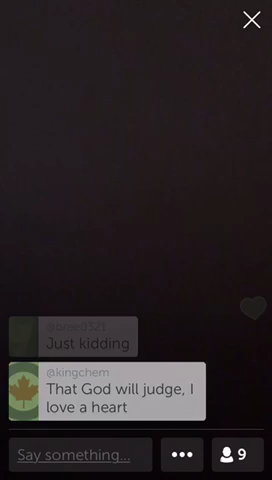 Just kidding
@kingchem
That God will judge, I
love a heart
Say something...
9